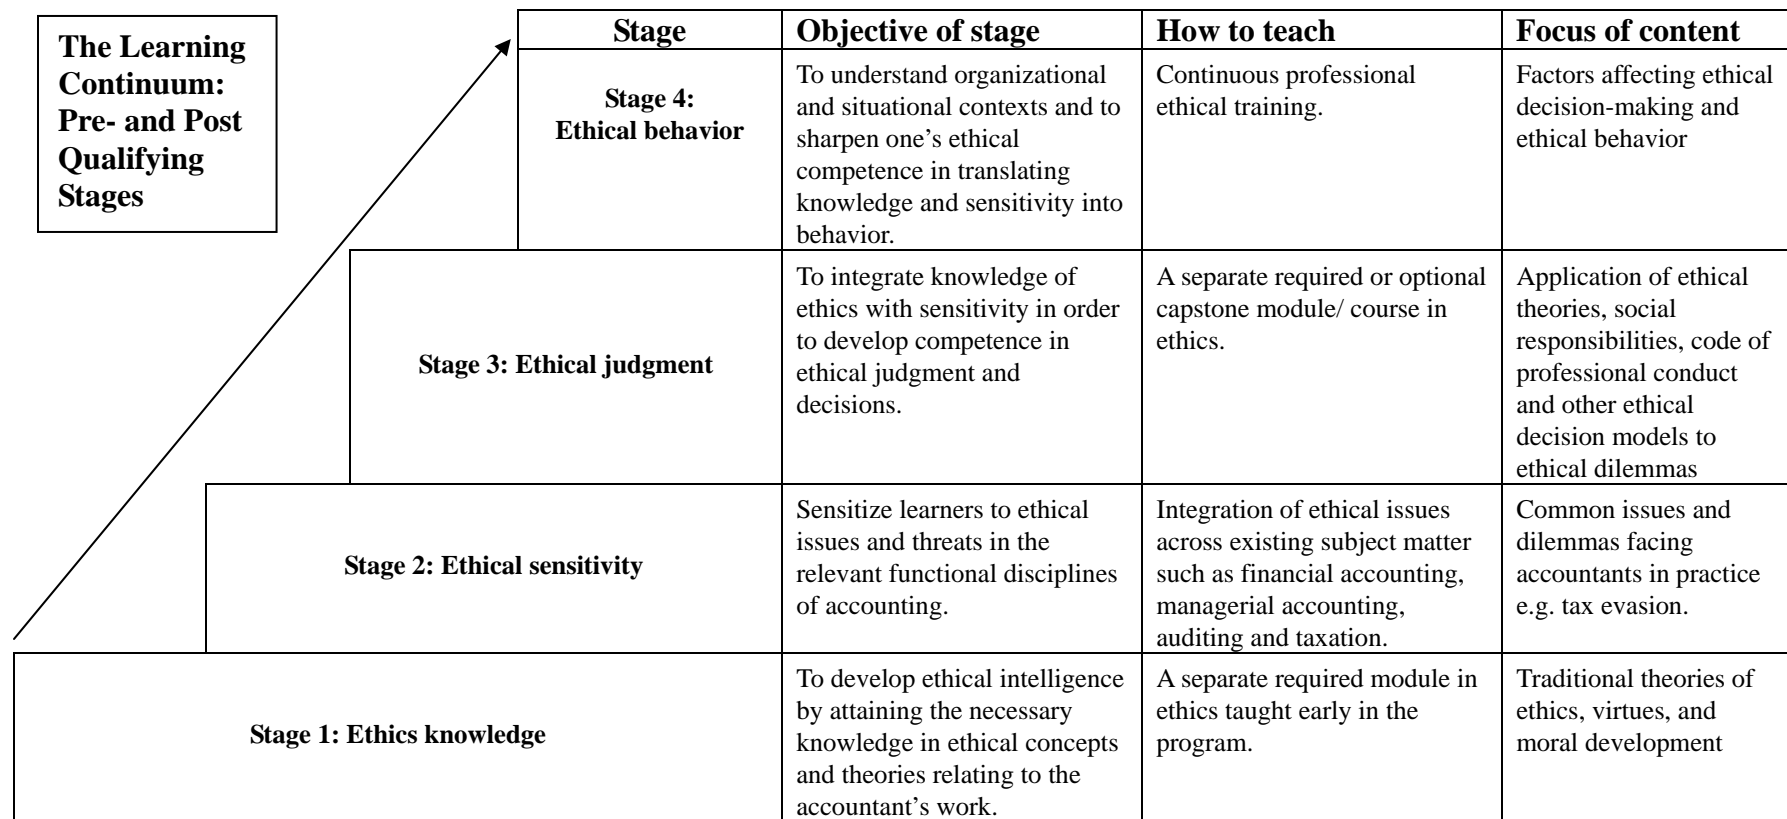 The Learning
Continuum:
Pre- and Post
Qualifying
Stages
Stage
Objective of stage
How to teach
Focus of content
Stage 4:
Ethical behavior
To understand organizational
and situational contexts and to
sharpen one’s ethical
competence in translating
knowledge and sensitivity into
behavior.
Continuous professional
ethical training.
Factors affecting ethical
decision-making and
ethical behavior
Stage 3: Ethical judgment
To integrate knowledge of
ethics with sensitivity in order
to develop competence in
ethical judgment and
decisions.
A separate required or optional
capstone module/ course in
ethics.
Application of ethical
theories, social
responsibilities, code of
professional conduct
and other ethical
decision models to
ethical dilemmas
Stage 2: Ethical sensitivity
Sensitize learners to ethical
issues and threats in the
relevant functional disciplines
of accounting.
Integration of ethical issues
across existing subject matter
such as financial accounting,
managerial accounting,
auditing and taxation.
Common issues and
dilemmas facing
accountants in practice
e.g. tax evasion.
Stage 1: Ethics knowledge
To develop ethical intelligence
by attaining the necessary
knowledge in ethical concepts
and theories relating to the
accountant’s work.
A separate required module in
ethics taught early in the
program.
Traditional theories of
ethics, virtues, and
moral development